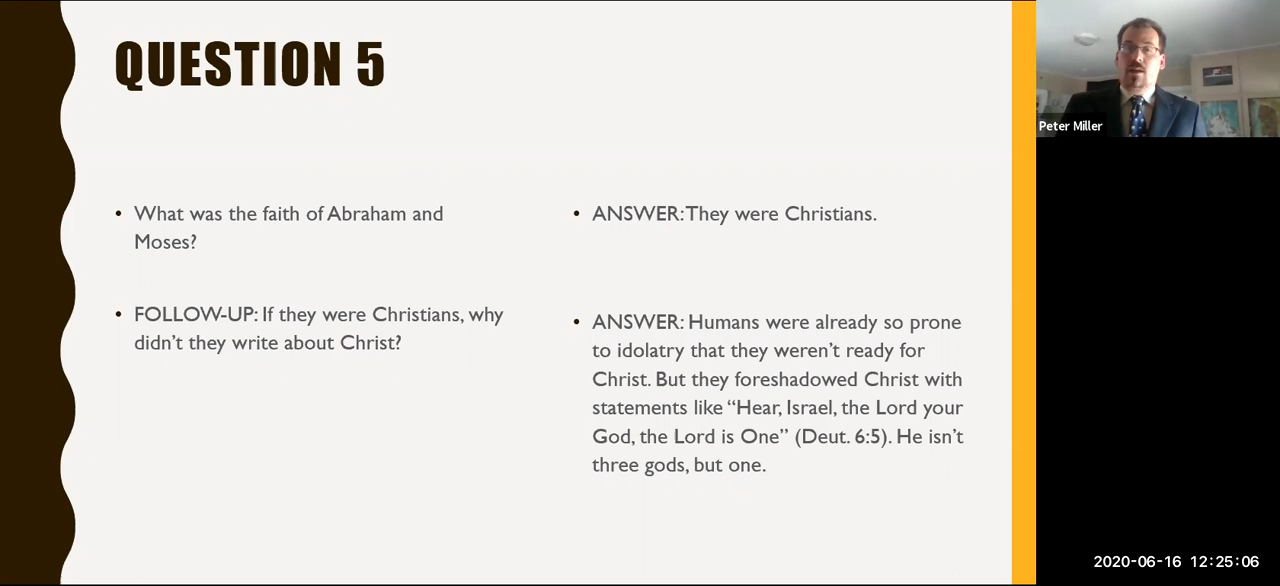 QUESTION 5
What was the faith of Abraham and
Moses?
FOLLOW-UP: If they were Christians, why
didn't they write about Christ?
ANSWER: They were Christians.
ANSWER: Humans were already so prone
to idolatry that they weren't ready for
Christ. But they foreshadowed Christ with
statements like “Hear, Israel, the Lord your
God, the Lord is One” (Deut. 6:5). He isn't
three gods, but one.
Peter Miller
2020-06-16 12:25:06